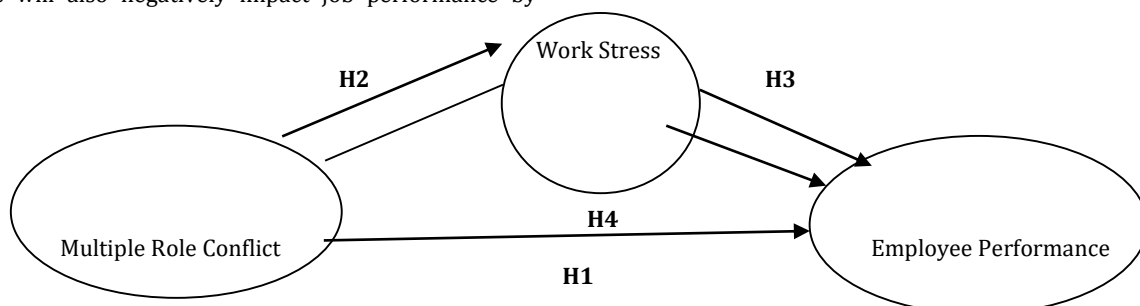 will also negatively impact job performance by
Work Stress
H2
H3
H4
Multiple Role Conflict
Employee Performance
H1